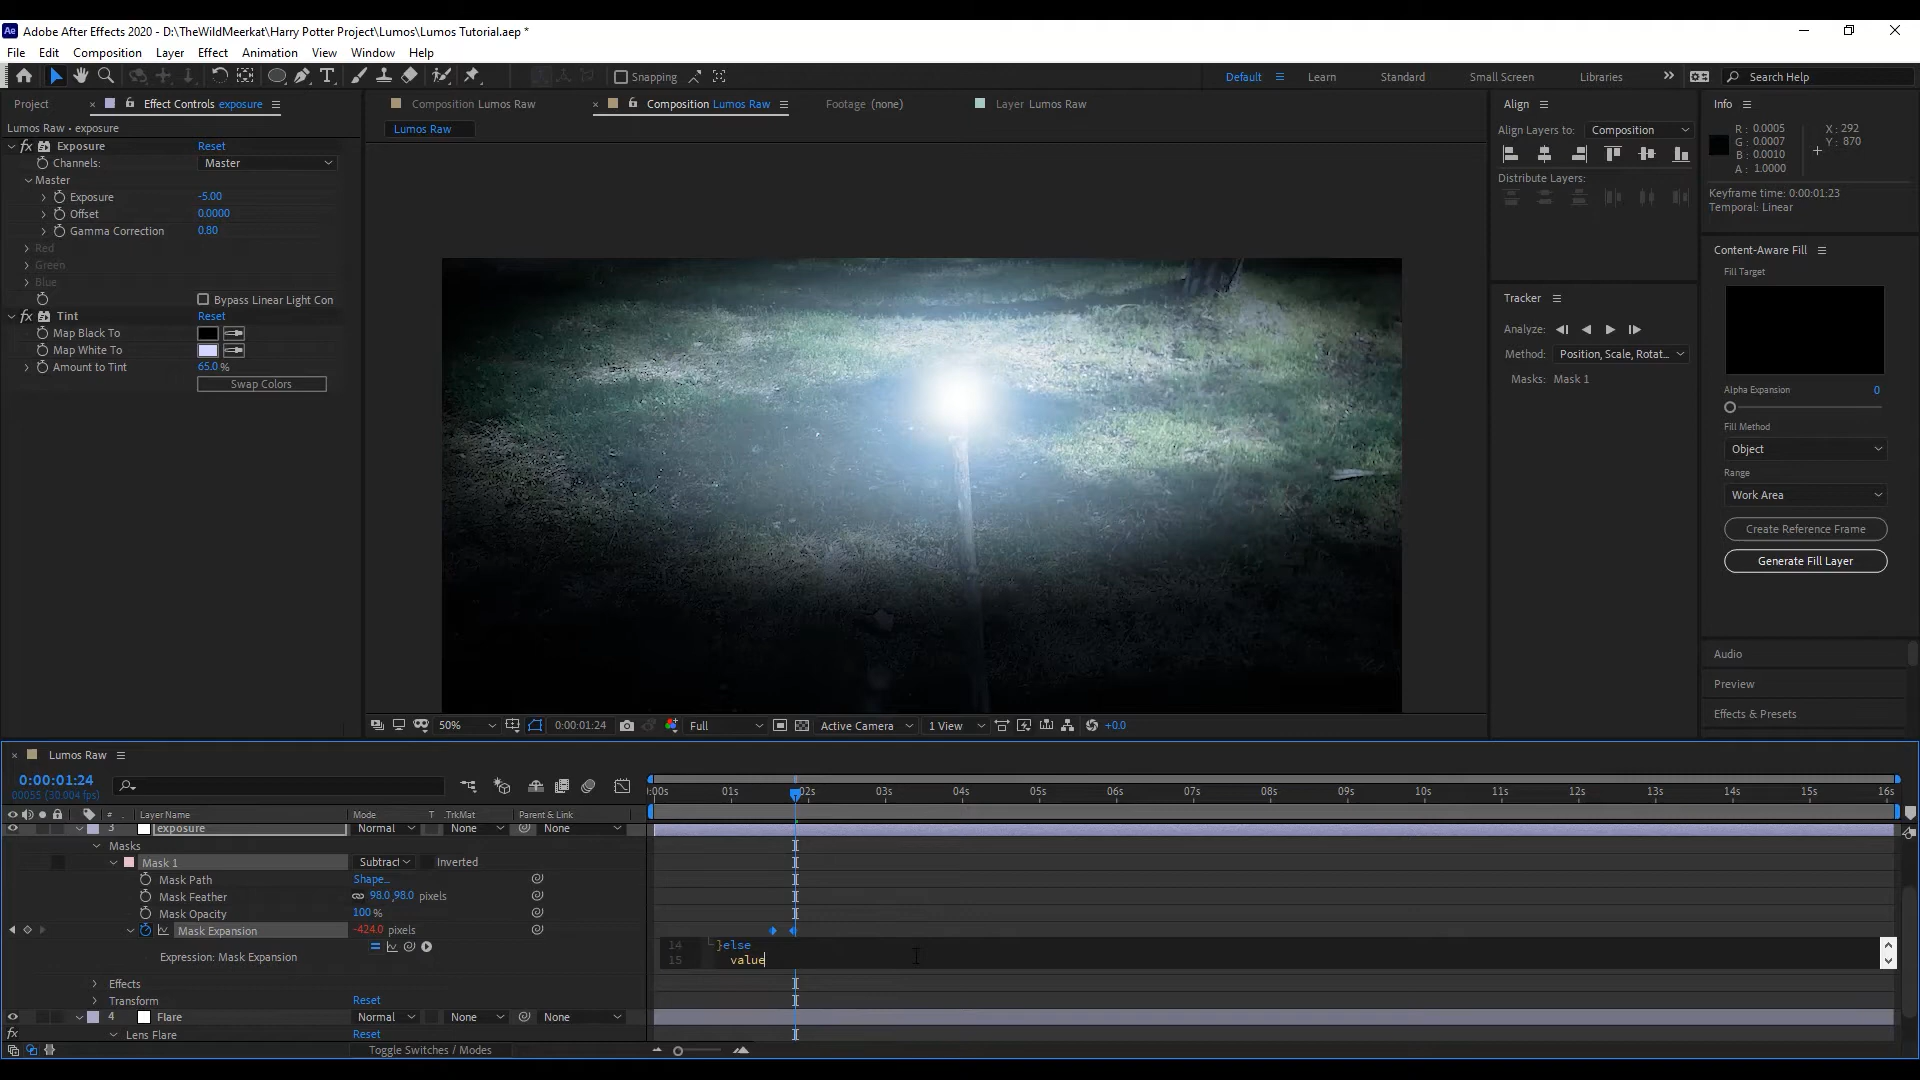 Ae Adobe After Effects 2020 - D:\TheWildMeerkat\Harry Potter Project\Lumos\Lumos Tutorial.aep *
File Edit Composition Layer Effect Animation View Window Help
Snapping Default Learn Standard Small Screen Libraries Search Help
Project Effect Controls exposure Composition Lumos Raw Composition Lumos Raw Footage (none) Layer Lumos Raw Align Info
Lumos Raw • exposure Lumos Raw
fx Exposure Reset
Channels: Master
Master
Exposure -5.00
Offset 0.0000
Gamma Correction 0.80
Red
Green
Blue
Bypass Linear Light Con
fx Tint Reset
Map Black To
Map White To
Amount to Tint 65.0 %
Swap Colors
50% 0:00:01:24 Full Active Camera 1 View +0.0
Align Layers to: Composition
Distribute Layers:
Tracker
Analyze:
Method: Position, Scale, Rotat...
Masks: Mask 1
R: 0.0005 X: 292
G: 0.0007 Y: 870
B: 0.0010
A: 1.0000
Keyframe time: 0:00:01:23
Temporal: Linear
Content-Aware Fill
Fill Target
Alpha Expansion 0
Fill Method
Object
Range
Work Area
Create Reference Frame
Generate Fill Layer
Audio
Preview
Effects & Presets
Lumos Raw
0:00:01:24
00055 (30.004 fps)
:00s 01s 02s 03s 04s 05s 06s 07s 08s 09s 10s 11s 12s 13s 14s 15s 16s
# Layer Name Mode T .TrkMat Parent & Link
3 exposure Normal None None
Masks
Mask 1 Subtract Inverted
Mask Path Shape...
Mask Feather 98.0,98.0 pixels
Mask Opacity 100 %
Mask Expansion -424.0 pixels
14 }else
Expression: Mask Expansion
15 value
Effects
Transform Reset
4 Flare Normal None None
fx Lens Flare Reset
Toggle Switches / Modes